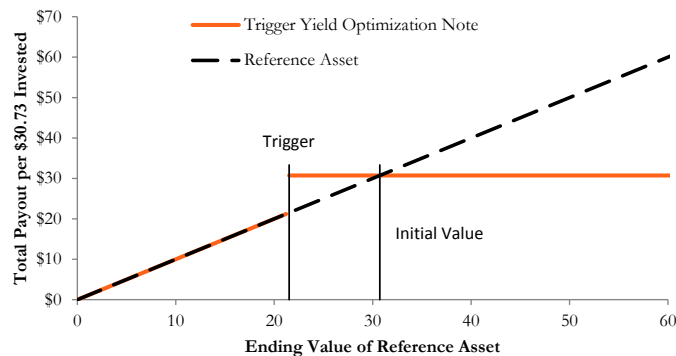 Trigger Yield Optimization Note
Reference Asset
Total Payout per $30.73 Invested
$70
$60
$50
$40
$30
$20
$10
$0
Trigger
Initial Value
0 10 20 30 40 50 60
Ending Value of Reference Asset